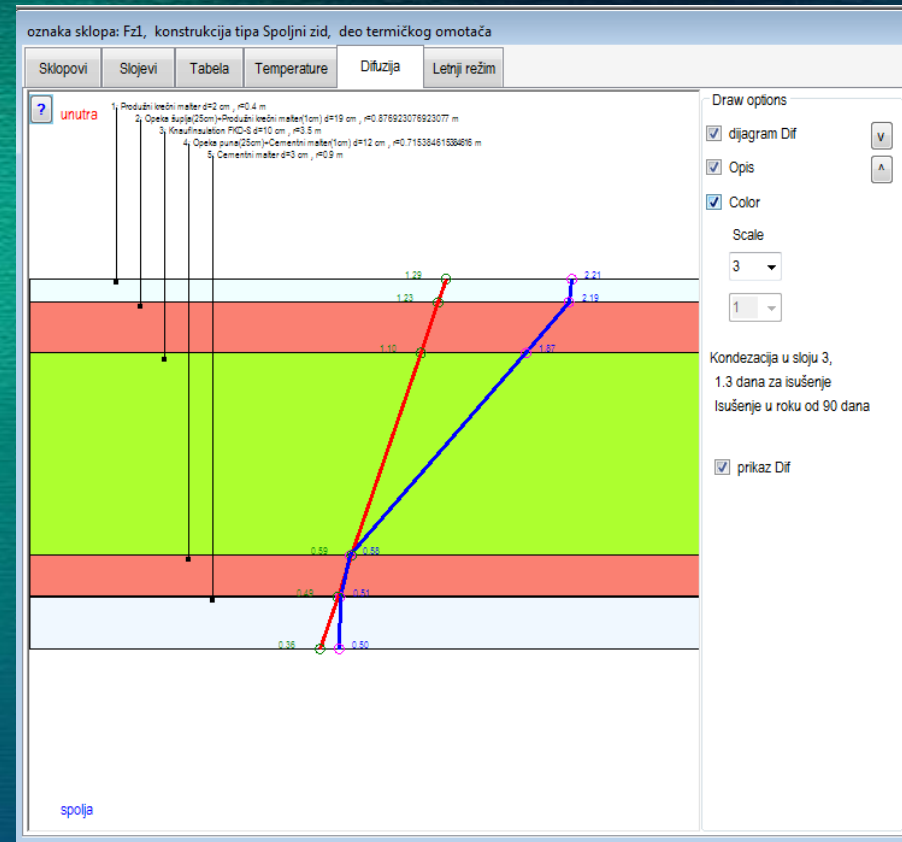 oznaka sklopa: Fz1, konstrukcija tipa Spoljni zid, deo termičkog omotača
Sklopovi Slojevi Tabela Temperature Difuzija Letnji režim
? unutra
1. Produžni krečni malter d=2 cm , r=0.4 m
2. Opeka šuplja(25cm)+Produžni krečni malter(1cm) d=19 cm , r=0.876923076923077 m
3. KnaufInsulation FKD-S d=10 cm , r=3.5 m
4. Opeka puna(25cm)+Cementni malter(1cm) d=12 cm , r=0.715384615384616 m
5. Cementni malter d=3 cm , r=0.9 m
1.29 2.21
1.23 2.19
1.10 1.87
0.59 0.58
0.49 0.51
0.36 0.50
spolja
Draw options
dijagram Dif v
Opis ^
Color
Scale
3
1
Kondezacija u sloju 3,
1.3 dana za isušenje
Isušenje u roku od 90 dana
prikaz Dif